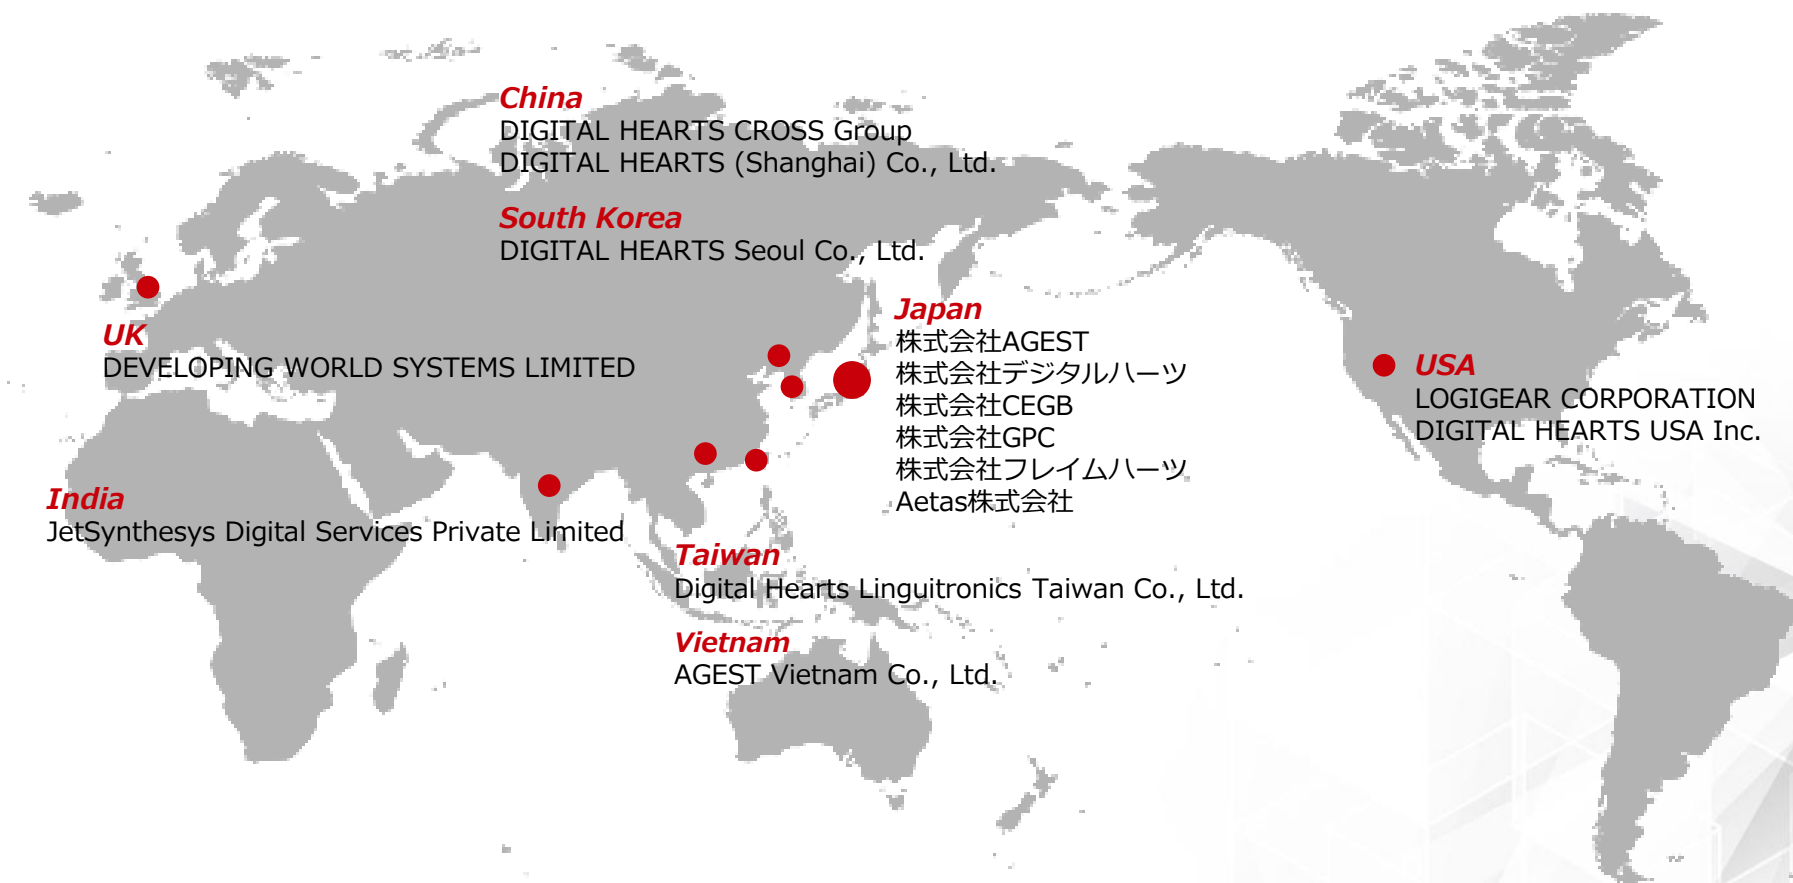 China
DIGITAL HEARTS CROSS Group
DIGITAL HEARTS (Shanghai) Co., Ltd.
South Korea
DIGITAL HEARTS Seoul Co., Ltd.
UK
DEVELOPING WORLD SYSTEMS LIMITED
Japan
株式会社AGEST
株式会社デジタルハーツ
株式会社CEGB
株式会社GPC
株式会社フレイムハーツ
Aetas株式会社
USA
LOGIGEAR CORPORATION
DIGITAL HEARTS USA Inc.
India
JetSynthesys Digital Services Private Limited
Taiwan
Digital Hearts Linguitronics Taiwan Co., Ltd.
Vietnam
AGEST Vietnam Co., Ltd.